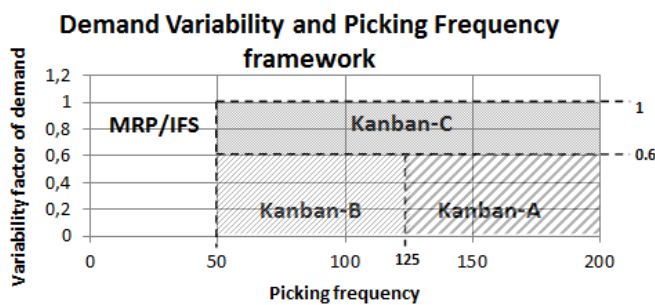 Demand Variability and Picking Frequency
framework
Variability factor of demand
1,2
1
0,8
0,6
0,4
0,2
0
MRP/IFS
Kanban-C
Kanban-B
Kanban-A
1
0.6
0
50
100
125
150
200
Picking frequency